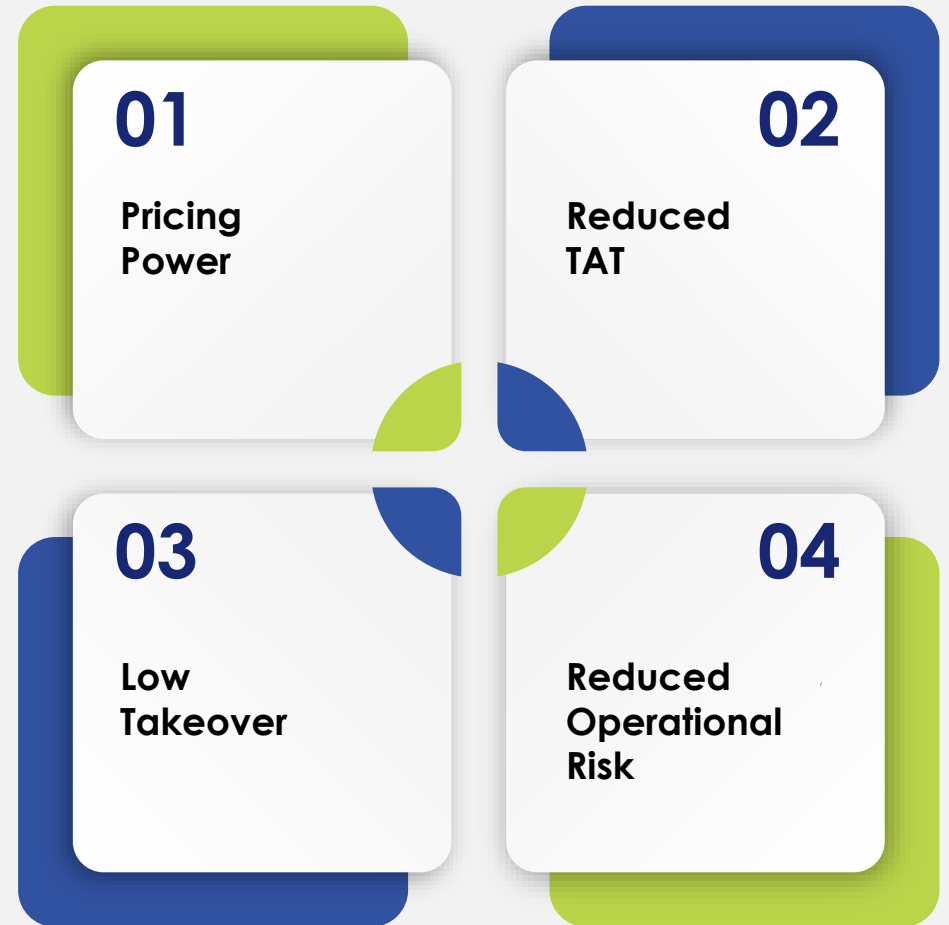 01
Pricing
Power
02
Reduced
TAT
03
Low
Takeover
04
Reduced
Operational
Risk